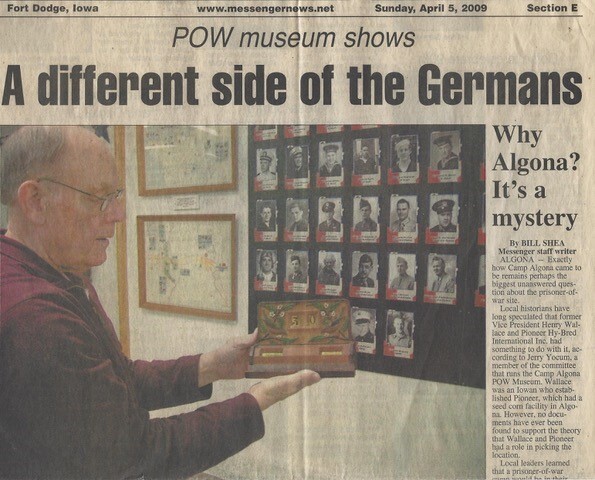 Fort Dodge, Iowa www.messengernews.net Sunday, April 5, 2009 Section E
POW museum shows
A different side of the Germans
Why
Algona?
It's a
mystery
By BILL SHEA
Messenger staff writer
ALGONA — Exactly
how Camp Algona came to
be remains perhaps the
biggest unanswered ques-
tion about the prisoner-of-
war site.
Local historians have
long speculated that former
Vice President Henry Wal-
lace and Pioneer Hy-Bred
International Inc. had
something to do with it, ac-
cording to Jerry Yocum, a
member of the committee
that runs the Camp Algona
POW Museum. Wallace
was an Iowan who estab-
lished Pioneer, which had a
seed corn facility in Algo-
na. However, no docu-
ments have ever been
found to support the theory
that Wallace and Pioneer
had a role in picking the
location.
Local leaders learned
that a prisoner-of-war